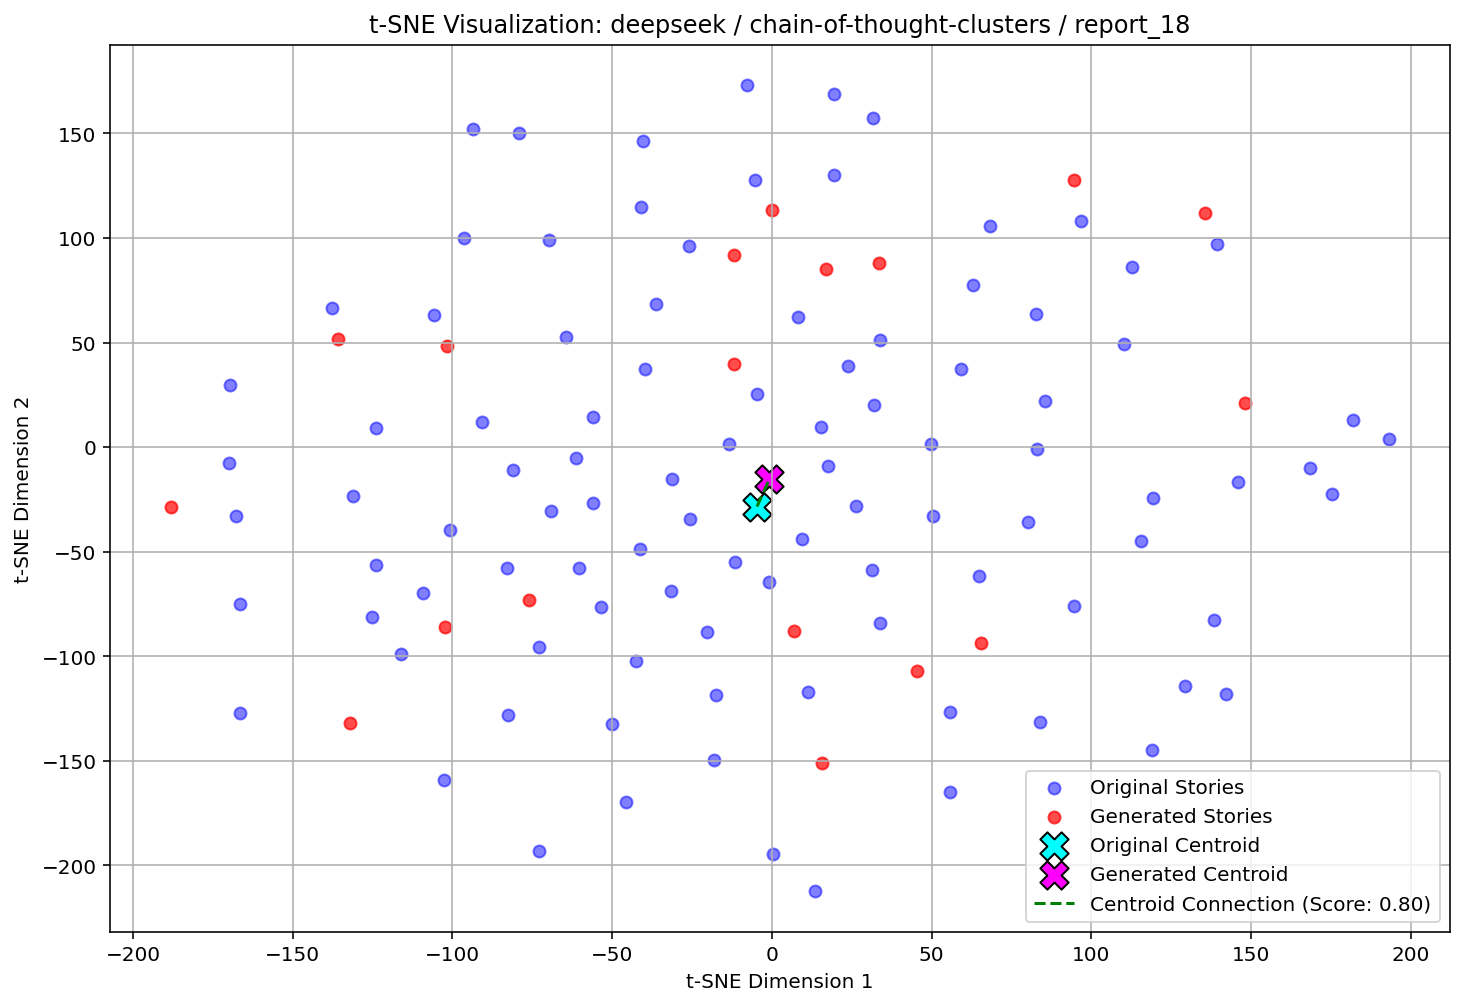 t-SNE Visualization: deepseek / chain-of-thought-clusters / report_18
t-SNE Dimension 2
150
100
50
0
−50
−100
−150
−200
−200
−150
−100
−50
0
50
100
150
200
t-SNE Dimension 1
Original Stories
Generated Stories
Original Centroid
Generated Centroid
Centroid Connection (Score: 0.80)